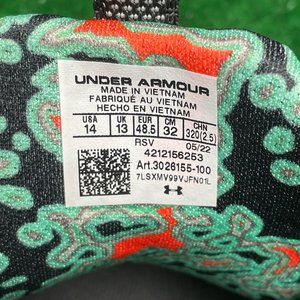 UNDER ARMOUR
MADE IN VIETNAM
FABRIQUÉ AU VIETNAM
HECHO EN VIETNAM
USA UK EUR CM CHN
14 13 48.5 32 320(2.5)
RSV 05/22
4212156253
Art.3026155-100
7LSXMV99VJFN01L